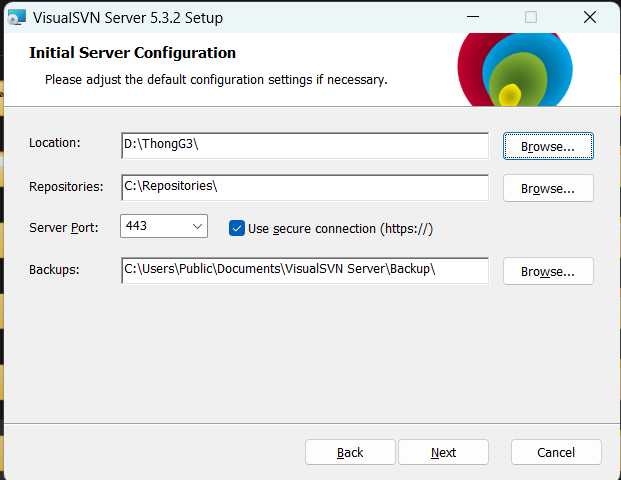 VisualSVN Server 5.3.2 Setup
Initial Server Configuration
Please adjust the default configuration settings if necessary.
Location: D:\ThongG3\ Browse...
Repositories: C:\Repositories\ Browse...
Server Port: 443 Use secure connection (https://)
Backups: C:\Users\Public\Documents\VisualSVN Server\Backup\ Browse...
Back Next Cancel